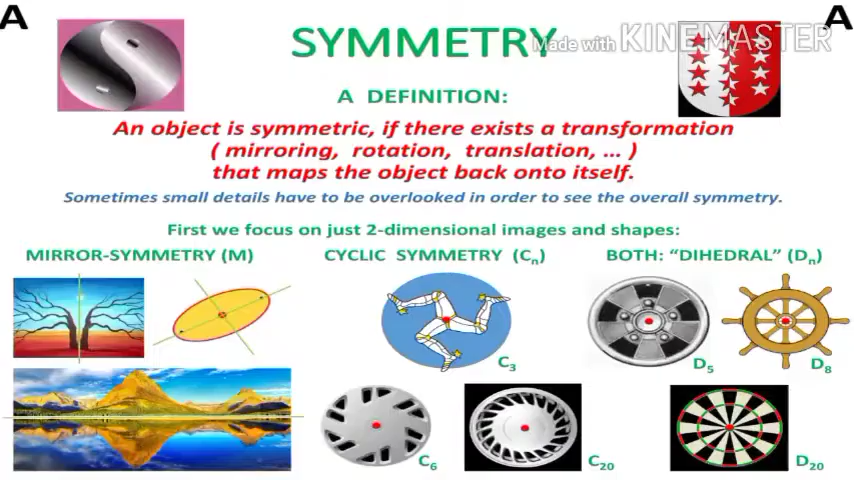 A
A
SYMMETRY
Made with KINEMASTER
A DEFINITION:
An object is symmetric, if there exists a transformation
( mirroring, rotation, translation, ... )
that maps the object back onto itself.
Sometimes small details have to be overlooked in order to see the overall symmetry.
First we focus on just 2-dimensional images and shapes:
MIRROR-SYMMETRY (M)
CYCLIC SYMMETRY (Cn)
BOTH: “DIHEDRAL” (Dn)
C3
D5
D8
C6
C20
D20